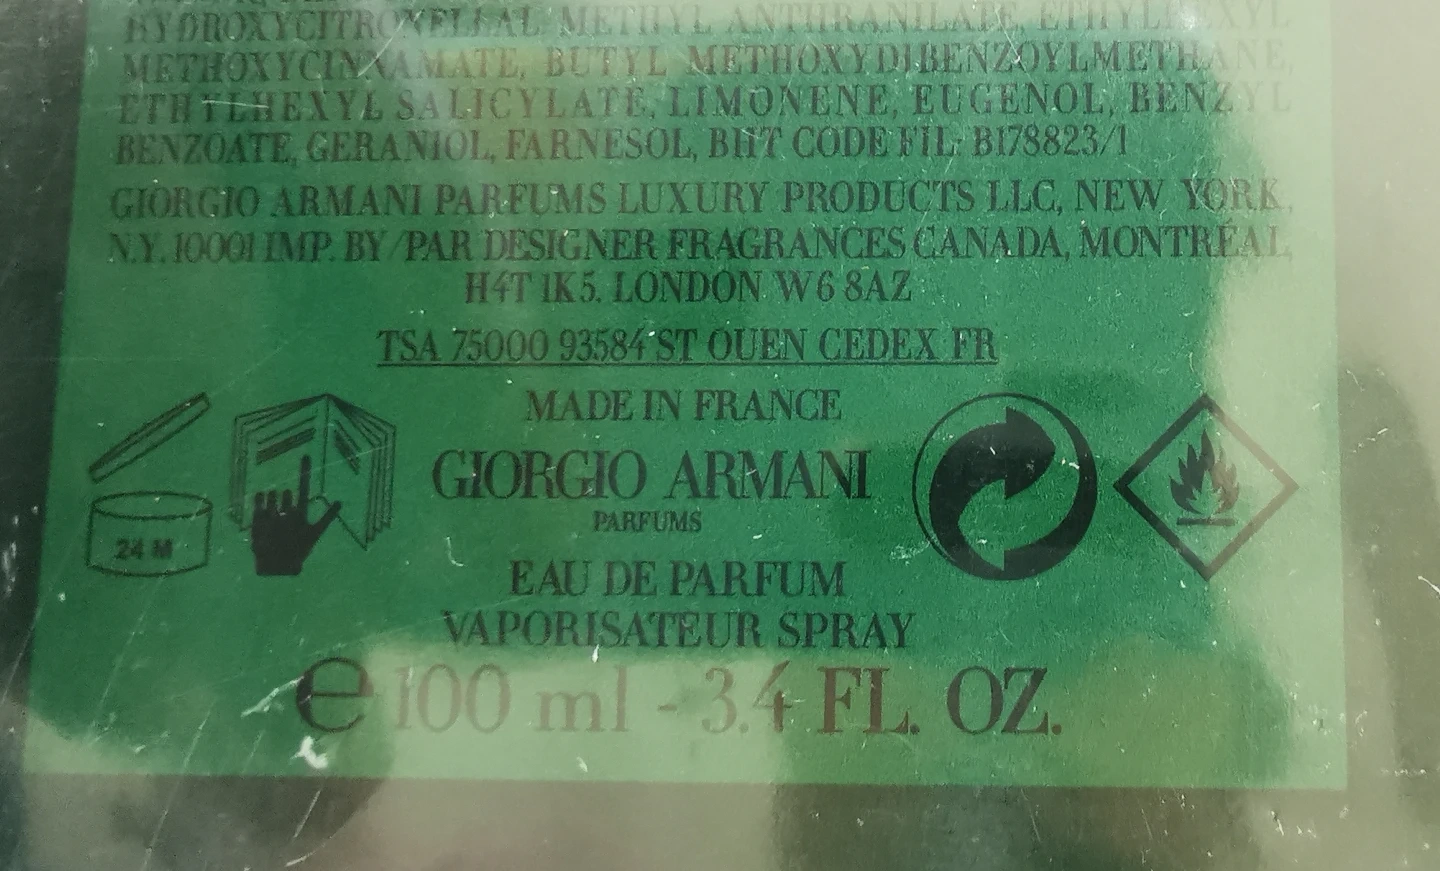 HYDROXYCITRONELLAL, METHYL ANTHRANILATE, ETHYLHEXYL
METHOXYCINNAMATE, BUTYL METHOXYDIBENZOYLMETHANE,
ETHYLHEXYL SALICYLATE, LIMONENE, EUGENOL, BENZYL
BENZOATE, GERANIOL, FARNESOL, BHT CODE FIL- B178823/1
GIORGIO ARMANI PARFUMS LUXURY PRODUCTS LLC, NEW YORK,
N.Y. 10001 IMP. BY/PAR DESIGNER FRAGRANCES CANADA, MONTRÉAL,
H4T 1K5. LONDON W6 8AZ
TSA 75000 93584 ST OUEN CEDEX FR
MADE IN FRANCE
GIORGIO ARMANI
PARFUMS
24 M
EAU DE PARFUM
VAPORISATEUR SPRAY
e 100 ml - 3.4 FL. OZ.